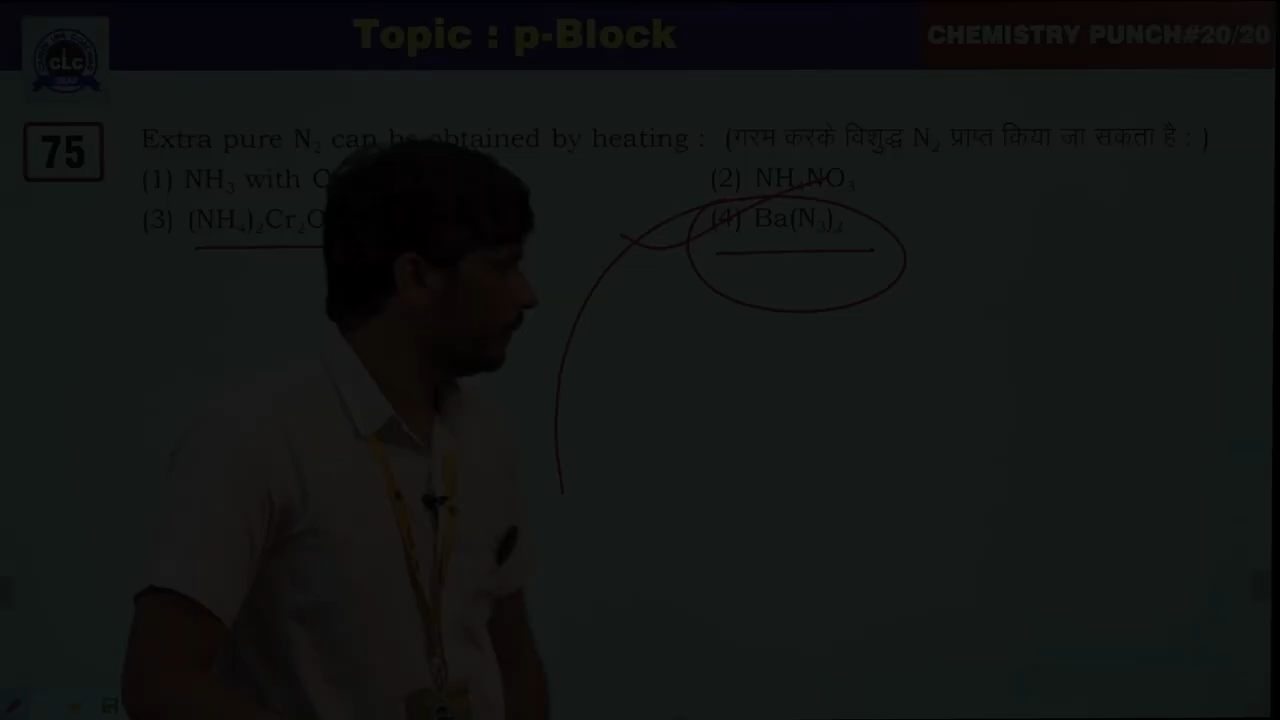 Topic : p-Block
CHEMISTRY PUNCH#20/20
CLC
75
Extra pure N₂ can be obtained by heating : (गरम करके विशुद्ध N₂ प्राप्त किया जा सकता है : )
(1) NH₃ with
(2) NH₄NO₃
(3) (NH₄)₂Cr₂O
(4) Ba(N₃)₂